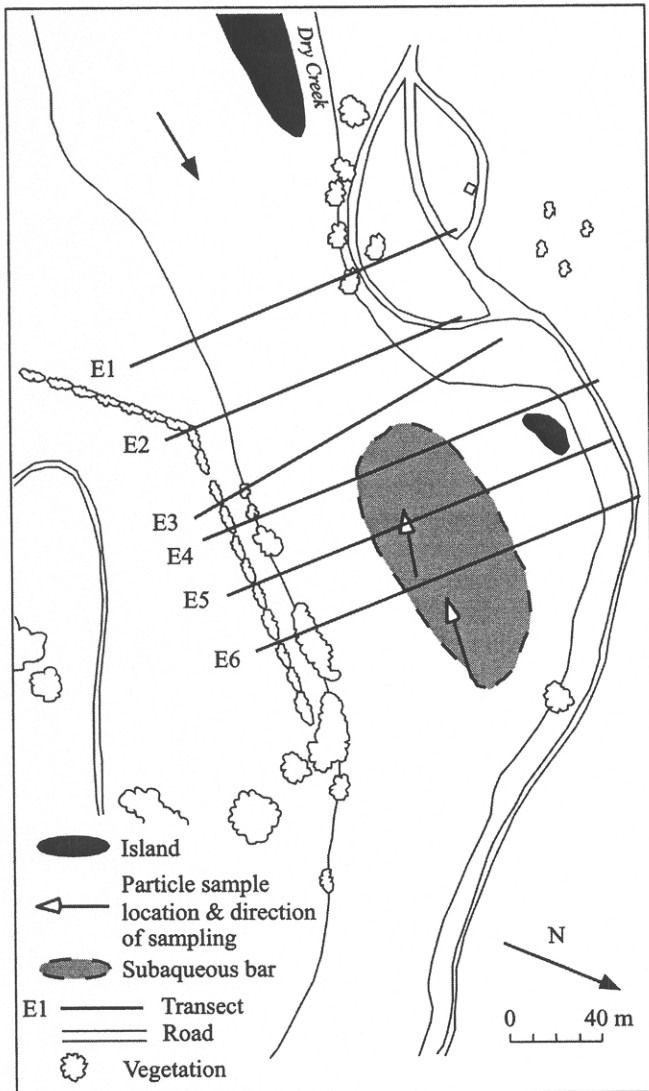 Dry Creek
E1
E2
E3
E4
E5
E6
Island
Particle sample
location & direction
of sampling
Subaqueous bar
E1 Transect
Road
Vegetation
N
0 40 m